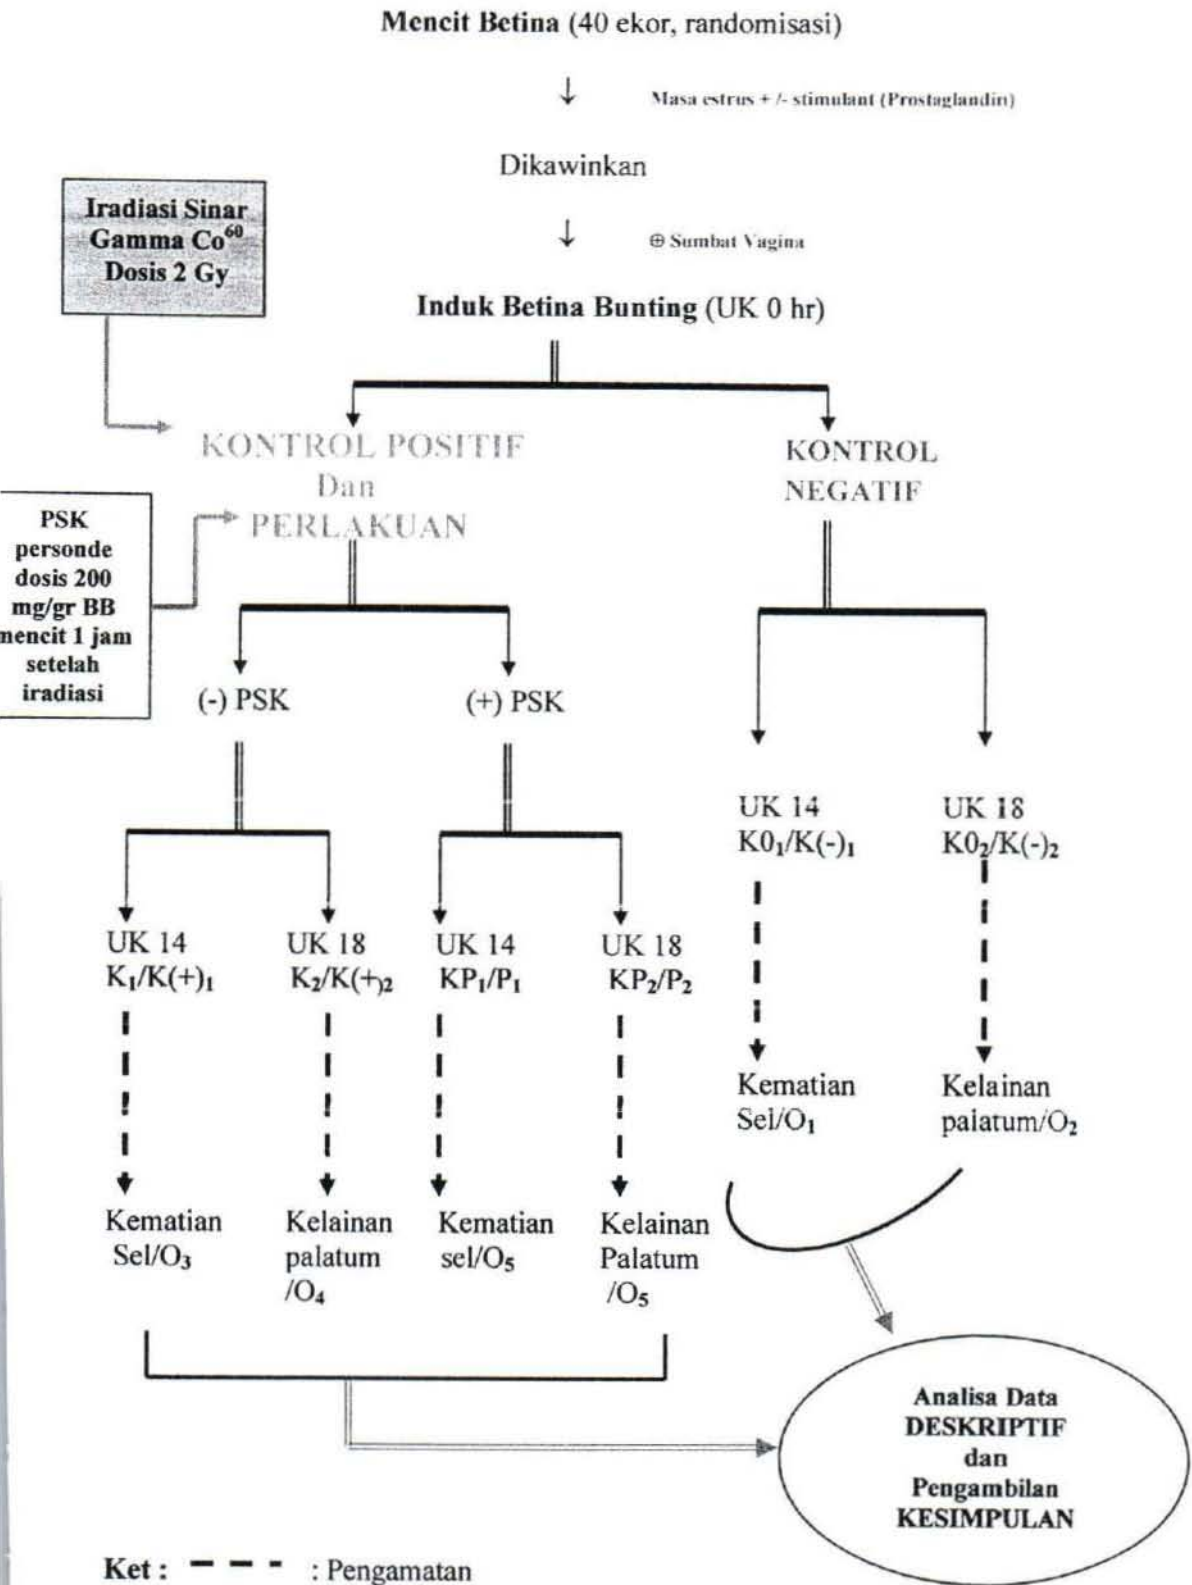 Mencit Betina (40 ekor, randomisasi)
Masa estrus +/- stimulant (Prostaglandin)
Dikawinkan
Iradiasi Sinar
Gamma Co⁶⁰
Dosis 2 Gy
⊕ Sumbat Vagina
Induk Betina Bunting (UK 0 hr)
KONTROL POSITIF
Dan
PERLAKUAN
KONTROL
NEGATIF
PSK
personde
dosis 200
mg/gr BB
mencit 1 jam
setelah
iradiasi
(-) PSK
(+) PSK
UK 14
K0₁/K(-)₁
UK 18
K0₂/K(-)₂
UK 14
K₁/K(+)₁
UK 18
K₂/K(+)₂
UK 14
KP₁/P₁
UK 18
KP₂/P₂
Kematian
Sel/O₁
Kelainan
palatum/O₂
Kematian
Sel/O₃
Kelainan
palatum
/O₄
Kematian
sel/O₅
Kelainan
Palatum
/O₅
Analisa Data
DESKRIPTIF
dan
Pengambilan
KESIMPULAN
Ket : - - - - : Pengamatan